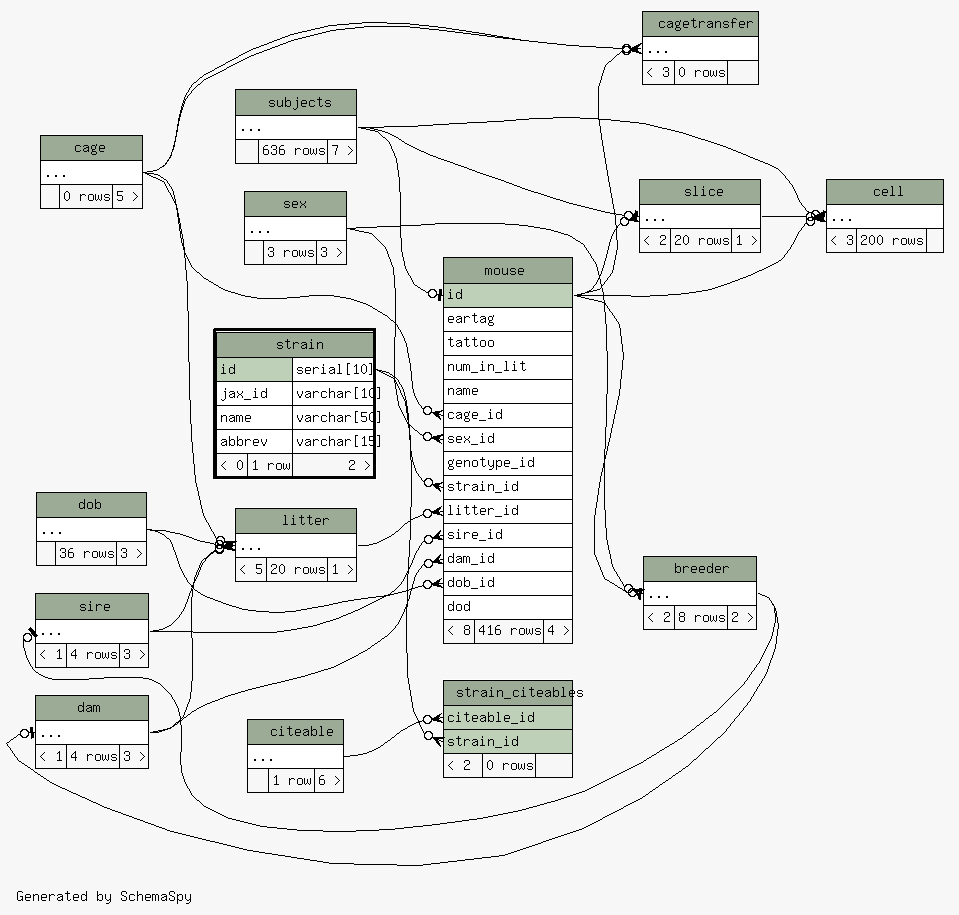 cagetransfer
...
< 3 0 rows
subjects
...
636 rows 7 >
cage
...
0 rows 5 >
slice
...
< 2 20 rows 1 >
cell
...
< 3 200 rows
sex
...
3 rows 3 >
mouse
id
eartag
tattoo
num_in_lit
name
cage_id
sex_id
genotype_id
strain_id
litter_id
sire_id
dam_id
dob_id
dod
< 8 416 rows 4 >
strain
id serial[10]
jax_id varchar[10]
name varchar[50]
abbrev varchar[15]
< 0 1 row 2 >
dob
...
36 rows 3 >
litter
...
< 5 20 rows 1 >
breeder
...
< 2 8 rows 2 >
sire
...
< 1 4 rows 3 >
dam
...
< 1 4 rows 3 >
citeable
...
1 row 6 >
strain_citeables
citeable_id
strain_id
< 2 0 rows
Generated by SchemaSpy